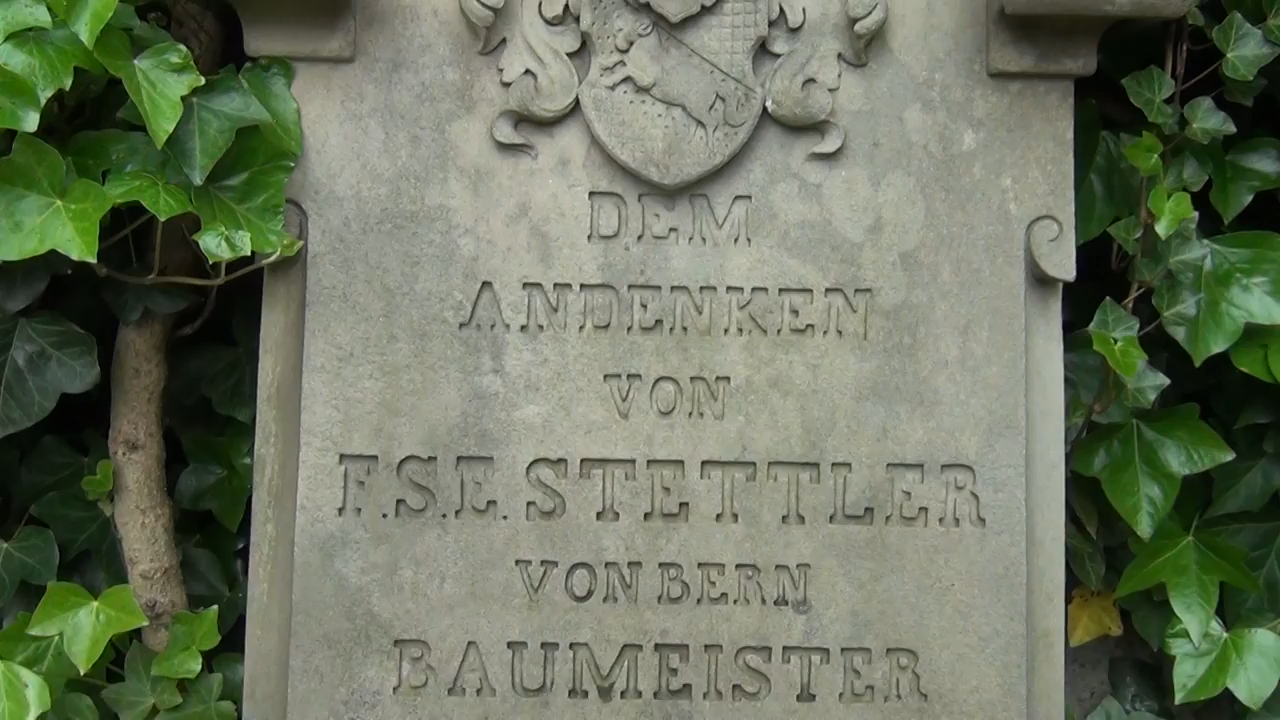 DEM
ANDENKEN
VON
F.S.E. STETTLER
VON BERN
BAUMEISTER